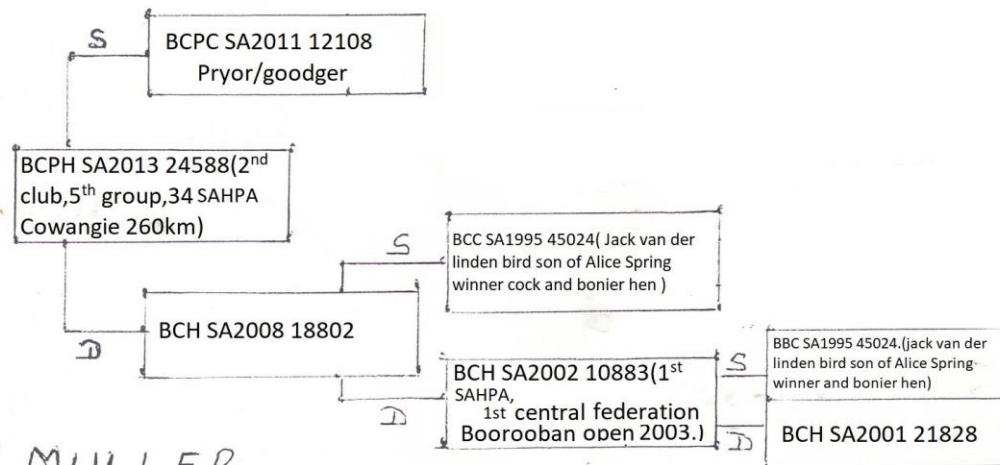 S
BCPC SA2011 12108
Pryor/goodger
BCPH SA2013 24588(2nd
club,5th group,34 SAHPA
Cowangie 260km)
D
S
BCC SA1995 45024( Jack van der
linden bird son of Alice Spring
winner cock and bonier hen )
BCH SA2008 18802
D
BCH SA2002 10883(1st
SAHPA,
1st central federation
Boorooban open 2003.)
S
BBC SA1995 45024.(jack van der
linden bird son of Alice Spring
winner and bonier hen)
D
BCH SA2001 21828
MULLER